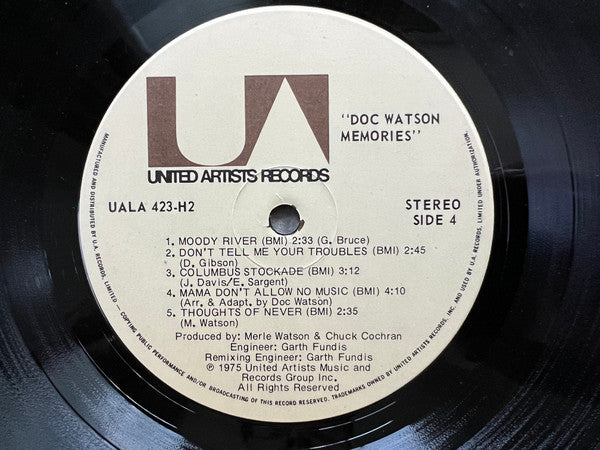 UA
UNITED ARTISTS RECORDS
"DOC WATSON
MEMORIES"
UALA 423-H2
STEREO
SIDE 4
1. MOODY RIVER (BMI) 2:33 (G. Bruce)
2. DON'T TELL ME YOUR TROUBLES (BMI) 2:45
(D. Gibson)
3. COLUMBUS STOCKADE (BMI) 3:12
(J. Davis/E. Sargent)
4. MAMA DON'T ALLOW NO MUSIC (BMI) 4:10
(Arr. & Adapt. by Doc Watson)
5. THOUGHTS OF NEVER (BMI) 2:35
(M. Watson)
Produced by: Merle Watson & Chuck Cochran
Engineer: Garth Fundis
Remixing Engineer: Garth Fundis
℗ 1975 United Artists Music and
Records Group Inc.
All Rights Reserved
MANUFACTURED AND DISTRIBUTED BY U.A. RECORDS, LIMITED — COPYING PUBLIC PERFORMANCE AND/OR BROADCASTING OF THIS RECORD RESERVED. TRADEMARKS OWNED BY UNITED ARTISTS RECORDS, INC. AND USED BY U.A. RECORDS, LIMITED UNDER AUTHORIZATION.